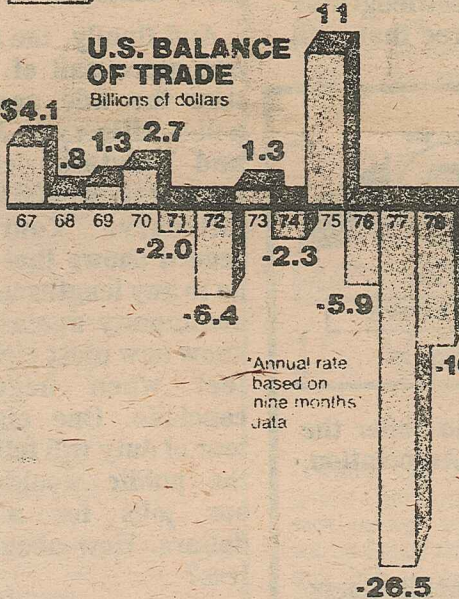 11
U.S. BALANCE
OF TRADE
Billions of dollars
$4.1
.8
1.3
2.7
1.3
67 68 69 70 71 72 73 74 75 76 77 78
-2.0
-2.3
-6.4
-5.9
*Annual rate
based on
nine months'
data
-26.5